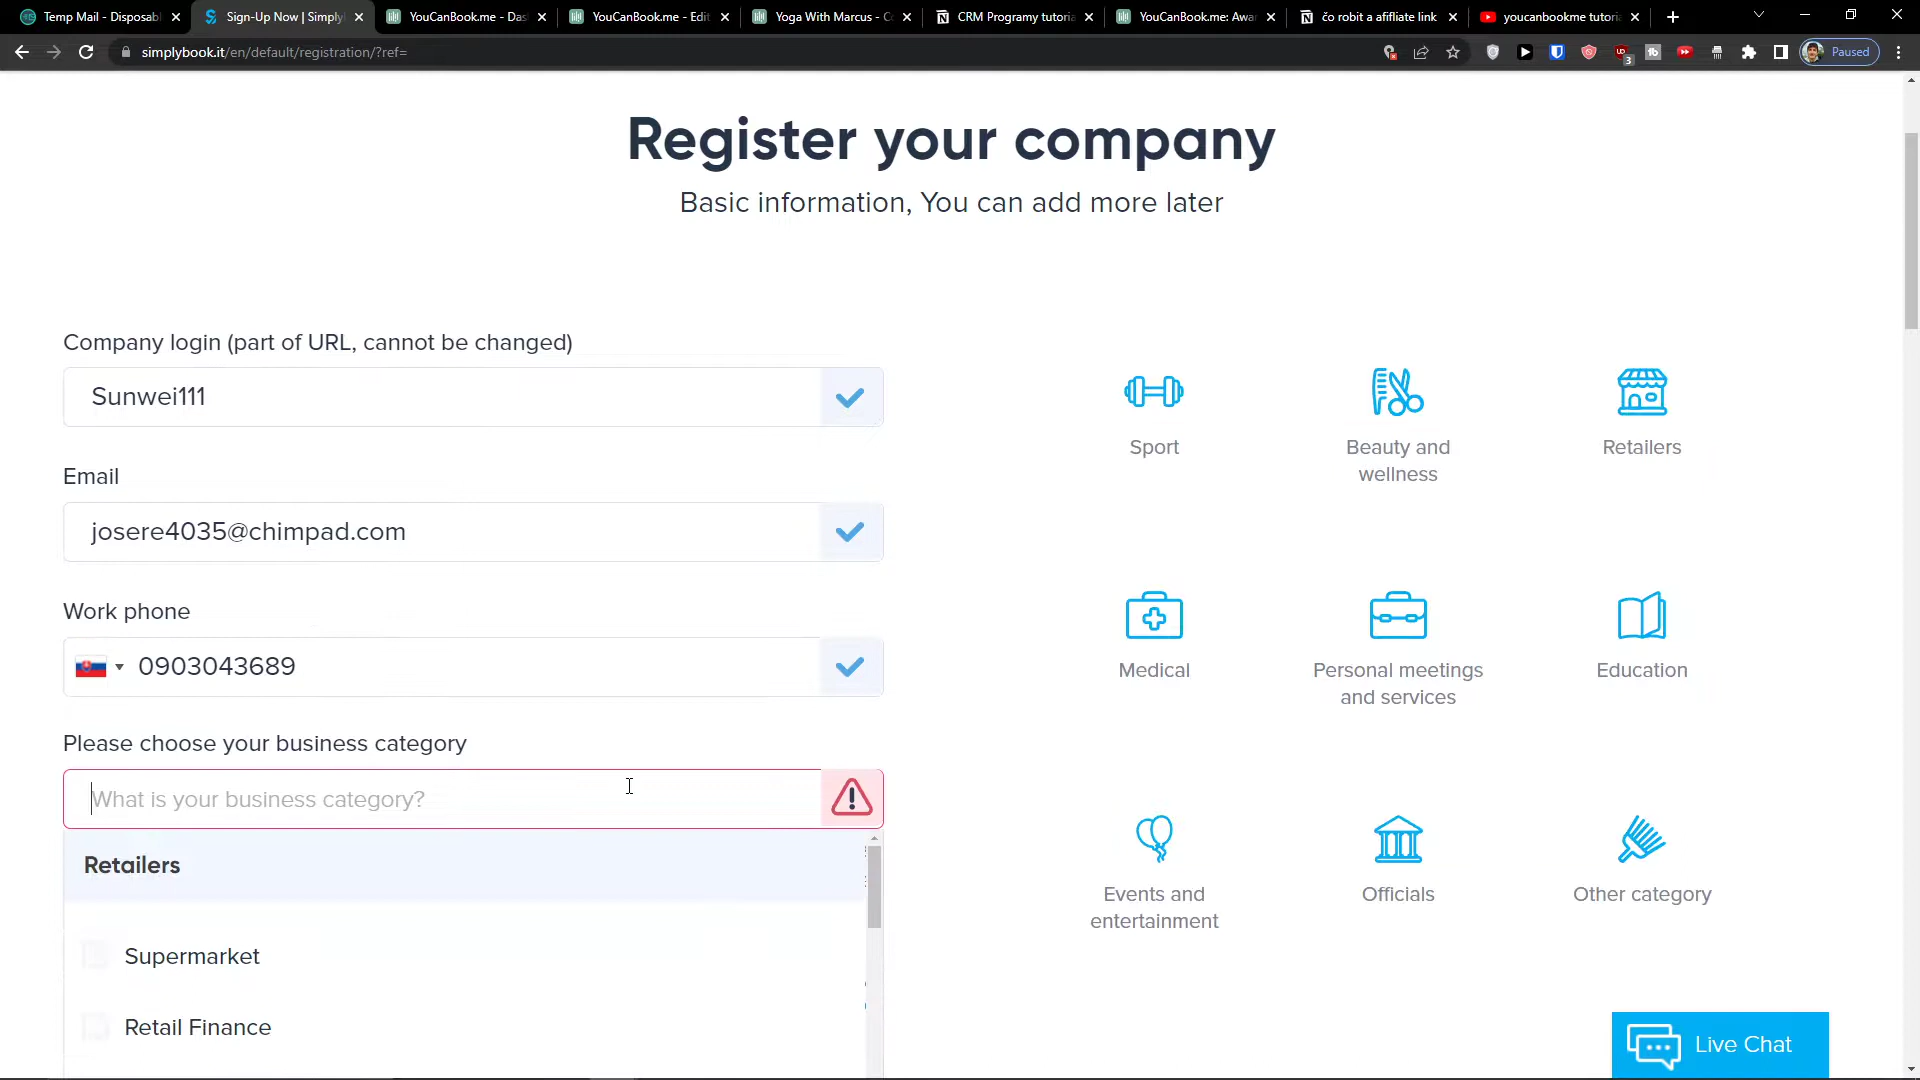 Temp Mail - Disposab
Sign-Up Now | Simply
YouCanBook.me - Das
YouCanBook.me - Edit
Yoga With Marcus - C
CRM Programy tutoria
YouCanBook.me: Awa
čo robit a afifliate link
youcanbookme tutori
simplybook.it/en/default/registration/?ref=
3
Paused
Register your company
Basic information, You can add more later
Company login (part of URL, cannot be changed)
Sunwei111
Email
josere4035@chimpad.com
Work phone
0903043689
Please choose your business category
What is your business category?
Retailers
Supermarket
Retail Finance
Sport
Beauty and
wellness
Retailers
Medical
Personal meetings
and services
Education
Events and
entertainment
Officials
Other category
Live Chat